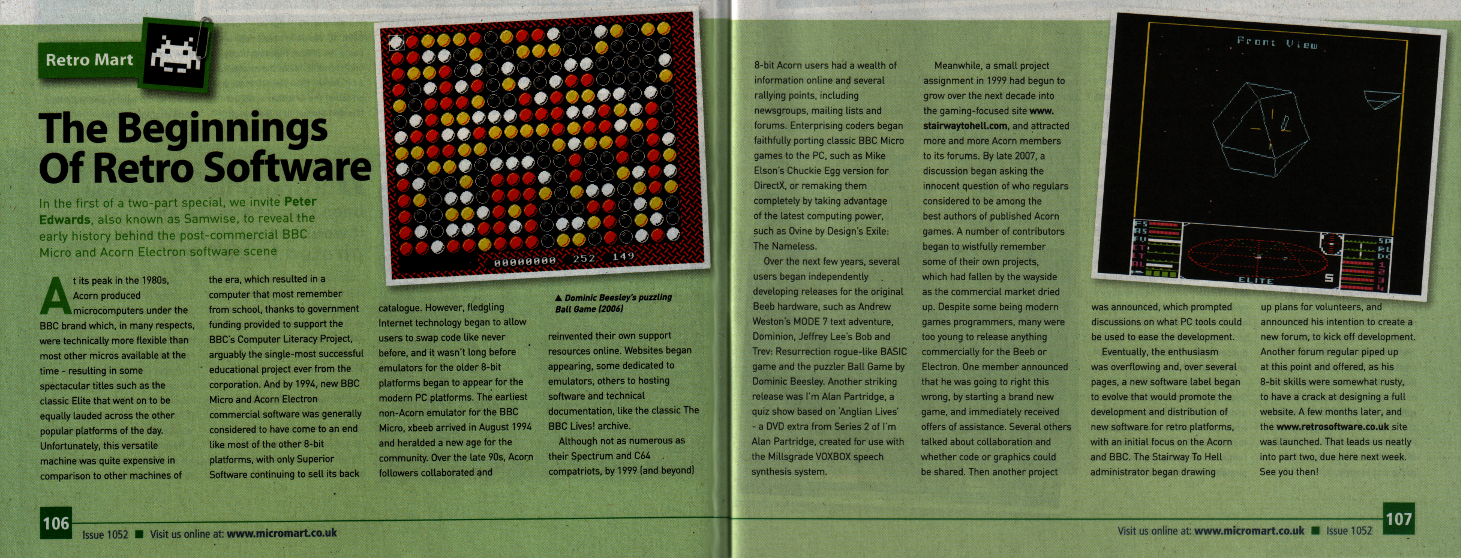 Retro Mart
The Beginnings
Of Retro Software
In the first of a two-part special, we invite Peter
Edwards, also known as Samwise, to reveal the
early history behind the post-commercial BBC
Micro and Acorn Electron software scene
At its peak in the 1980s,
Acorn produced
microcomputers under the
BBC brand which, in many respects,
were technically more flexible than
most other micros available at the
time - resulting in some
spectacular titles such as the
classic Elite that went on to be
equally lauded across the other
popular platforms of the day.
Unfortunately, this versatile
machine was quite expensive in
comparison to other machines of
the era, which resulted in a
computer that most remember
from school, thanks to government
funding provided to support the
BBC's Computer Literacy Project,
arguably the single-most successful
educational project ever from the
corporation. And by 1994, new BBC
Micro and Acorn Electron
commercial software was generally
considered to have come to an end
like most of the other 8-bit
platforms, with only Superior
Software continuing to sell its back
00000000 252 149
catalogue. However, fledgling
Internet technology began to allow
users to swap code like never
before, and it wasn't long before
emulators for the older 8-bit
platforms began to appear for the
modern PC platforms. The earliest
non-Acorn emulator for the BBC
Micro, xbeeb arrived in August 1994
and heralded a new age for the
community. Over the late 90s, Acorn
followers collaborated and
▲ Dominic Beesley's puzzling
Ball Game (2006)
reinvented their own support
resources online. Websites began
appearing, some dedicated to
emulators, others to hosting
software and technical
documentation, like the classic The
BBC Lives! archive.
Although not as numerous as
their Spectrum and C64
compatriots, by 1999 (and beyond)
106
Issue 1052 ■ Visit us online at: www.micromart.co.uk
8-bit Acorn users had a wealth of
information online and several
rallying points, including
newsgroups, mailing lists and
forums. Enterprising coders began
faithfully porting classic BBC Micro
games to the PC, such as Mike
Elson's Chuckie Egg version for
DirectX, or remaking them
completely by taking advantage
of the latest computing power,
such as Ovine by Design's Exile:
The Nameless.
Over the next few years, several
users began independently
developing releases for the original
Beeb hardware, such as Andrew
Weston's MODE 7 text adventure,
Dominion, Jeffrey Lee's Bob and
Trev: Resurrection rogue-like BASIC
game and the puzzler Ball Game by
Dominic Beesley. Another striking
release was I'm Alan Partridge, a
quiz show based on 'Anglian Lives'
- a DVD extra from Series 2 of I'm
Alan Partridge, created for use with
the Millsgrade VOXBOX speech
synthesis system.
Meanwhile, a small project
assignment in 1999 had begun to
grow over the next decade into
the gaming-focused site www.
stairwaytohell.com, and attracted
more and more Acorn members
to its forums. By late 2007, a
discussion began asking the
innocent question of who regulars
considered to be among the
best authors of published Acorn
games. A number of contributors
began to wistfully remember
some of their own projects,
which had fallen by the wayside
as the commercial market dried
up. Despite some being modern
games programmers, many were
too young to release anything
commercially for the Beeb or
Electron. One member announced
that he was going to right this
wrong, by starting a brand new
game, and immediately received
offers of assistance. Several others
talked about collaboration and
whether code or graphics could
be shared. Then another project
Front View
FS
AS
FU
CT
LT
AL
ELITE
S
SP
RL
DC
1
2
3
4
was announced, which prompted
discussions on what PC tools could
be used to ease the development.
Eventually, the enthusiasm
was overflowing and, over several
pages, a new software label began
to evolve that would promote the
development and distribution of
new software for retro platforms,
with an initial focus on the Acorn
and BBC. The Stairway To Hell
administrator began drawing
up plans for volunteers, and
announced his intention to create a
new forum, to kick off development.
Another forum regular piped up
at this point and offered, as his
8-bit skills were somewhat rusty,
to have a crack at designing a full
website. A few months later, and
the www.retrosoftware.co.uk site
was launched. That leads us neatly
into part two, due here next week.
See you then!
Visit us online at: www.micromart.co.uk ■ Issue 1052
107